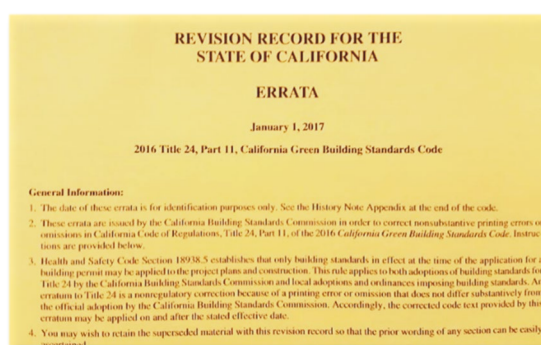 REVISION RECORD FOR THE
STATE OF CALIFORNIA
ERRATA
January 1, 2017
2016 Title 24, Part 11, California Green Building Standards Code
General Information:
1. The date of these errata is for identification purposes only. See the History Note Appendix at the end of the code.
2. These errata are issued by the California Building Standards Commission in order to correct nonsubstantive printing errors o
omissions in California Code of Regulations, Title 24, Part 11, of the 2016 California Green Building Standards Code. Instruc
tions are provided below.
3. Health and Safety Code Section 18938.5 establishes that only building standards in effect at the time of the application for a
building permit may be applied to the project plans and construction. This rule applies to both adoptions of building standards fo
Title 24 by the California Building Standards Commission and local adoptions and ordinances imposing building standards. An
erratum to Title 24 is a nonregulatory correction because of a printing error or omission that does not differ substantively from
the official adoption by the California Building Standards Commission. Accordingly, the corrected code text provided by this
erratum may be applied on and after the stated effective date.
4. You may wish to retain the superseded material with this revision record so that the prior wording of any section can be easily